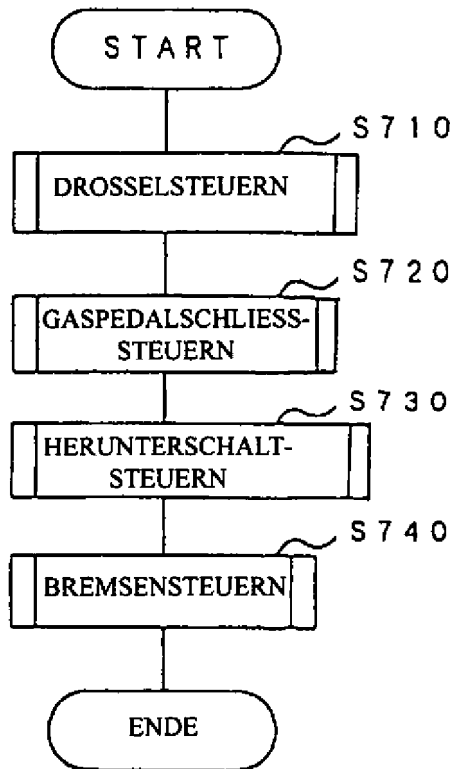 START
S710
DROSSELSTEUERN
S720
GASPEDALSCHLIESS-
STEUERN
S730
HERUNTERSCHALT-
STEUERN
S740
BREMSENSTEUERN
ENDE